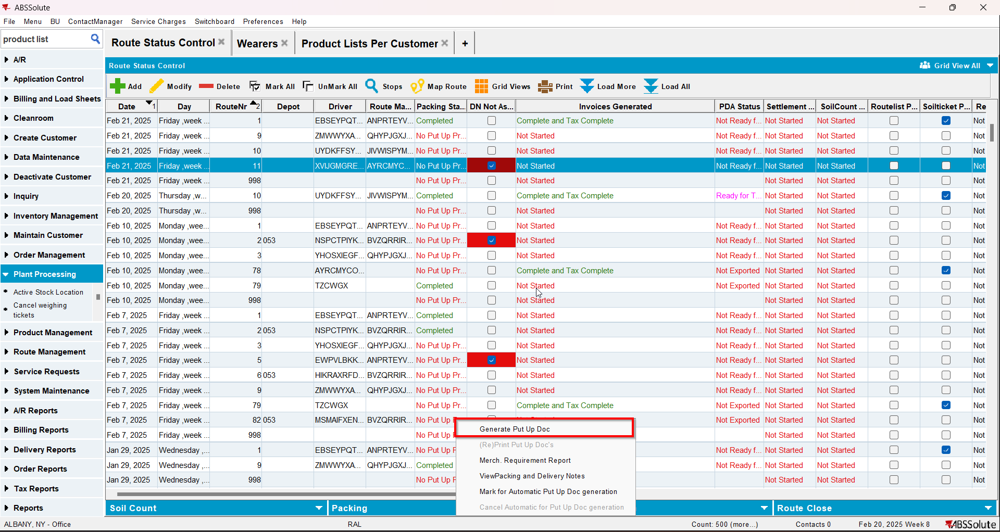 ABSSolute
File Menu BU ContactManager Service Charges Switchboard Preferences Help
product list
Route Status Control Wearers Product Lists Per Customer +
Route Status Control Grid View All
Add Modify Delete Mark All UnMark All Stops Map Route Grid Views Print Load More Load All
A/R
Application Control
Billing and Load Sheets
Cleanroom
Create Customer
Data Maintenance
Deactivate Customer
Inquiry
Inventory Management
Maintain Customer
Order Management
Plant Processing
Active Stock Location
Cancel weighing
tickets
Product Management
Route Management
Service Requests
System Maintenance
A/R Reports
Billing Reports
Delivery Reports
Order Reports
Tax Reports
Reports
Date 1 Day RouteNr 2 Depot Driver Route Ma... Packing Sta... DN Not As... Invoices Generated PDA Status Settlement ... SoilCount ... Routelist P... Soilticket P... Re
Feb 21, 2025 Friday ,week ... 1 EBSEYPQT... ANPRTEYV... Completed Complete and Tax Complete Not Ready f... Not Started Not Started Not
Feb 21, 2025 Friday ,week ... 9 ZMWWYXA... QHYPJGXJ... No Put Up Pr... Not Started Not Ready f... Not Started Not Started Not
Feb 21, 2025 Friday ,week ... 10 UYDKFFSY... JIVWISPYM... No Put Up Pr... Not Started Not Ready f... Not Started Not Started Not
Feb 21, 2025 Friday ,week ... 11 XVIJGMGRE... AYRCMYC... No Put Up Pr... Not Started Not Ready f... Not Started Not Started Not
Feb 21, 2025 Friday ,week ... 998 No Put Up Pr... Not Started Not Started Not Started Not
Feb 20, 2025 Thursday ,w... 10 UYDKFFSY... JIVWISPYM... Completed Complete and Tax Complete Ready for T... Not Started Not Started Not
Feb 20, 2025 Thursday ,w... 998 No Put Up Pr... Not Started Not Started Not Started Not
Feb 10, 2025 Monday ,wee... 1 EBSEYPQT... ANPRTEYV... No Put Up Pr... Not Started Not Ready f... Not Started Not Started Not
Feb 10, 2025 Monday ,wee... 2 053 NSPCTPIYK... BVZQRRIR... No Put Up Pr... Not Started Not Ready f... Not Started Not Started Not
Feb 10, 2025 Monday ,wee... 3 YHOSXIEGF... QHYPJGXJ... No Put Up Pr... Not Started Not Ready f... Not Started Not Started Not
Feb 10, 2025 Monday ,wee... 78 AYRCMYCO... No Put Up Pr... Complete and Tax Complete Not Exported Not Started Not Started Not
Feb 10, 2025 Monday ,wee... 79 TZCWGX Completed Not Started Not Exported Not Started Not Started Not
Feb 10, 2025 Monday ,wee... 998 No Put Up Pr... Not Started Not Started Not Started Not
Feb 7, 2025 Friday ,week ... 1 EBSEYPQT... ANPRTEYV... Completed Not Started Not Ready f... Not Started Not Started Not
Feb 7, 2025 Friday ,week ... 2 053 NSPCTPIYK... BVZQRRIR... Completed Not Started Not Ready f... Not Started Not Started Not
Feb 7, 2025 Friday ,week ... 3 YHOSXIEGF... QHYPJGXJ... No Put Up Pr... Not Started Not Ready f... Not Started Not Started Not
Feb 7, 2025 Friday ,week ... 5 EWPVLBKK... ANPRTEYV... No Put Up Pr... Not Started Not Ready f... Not Started Not Started Not
Feb 7, 2025 Friday ,week ... 6 053 HIKRAXRFD... BVZQRRIR... No Put Up Pr... Not Started Not Ready f... Not Started Not Started Not
Feb 7, 2025 Friday ,week ... 9 ZMWWYXA... QHYPJGXJ... No Put Up Pr... Not Started Not Ready f... Not Started Not Started Not
Feb 7, 2025 Friday ,week ... 79 TZCWGX No Put Up Pr... Complete and Tax Complete Not Exported Not Started Not Started Not
Feb 7, 2025 Friday ,week ... 82 053 MSMAIFXEN... BVZQRRIR... No Put Up Not Exported Not Started Not Started Not
Feb 7, 2025 Friday ,week ... 998 No Put Up Not Started Not Started Not
Jan 29, 2025 Wednesday ,... 1 EBSEYPQT... ANPRTEYV... No Put Up Not Ready f... Not Started Not Started Not
Jan 29, 2025 Wednesday ,... 9 ZMWWYXA... QHYPJGXJ... Completed Not Ready f... Not Started Not Started Not
Jan 29, 2025 Wednesday ,... 998 No Put Up Not Started Not Started Not
Generate Put Up Doc
(Re)Print Put Up Doc's
Merch. Requirement Report
ViewPacking and Delivery Notes
Mark for Automatic Put Up Doc generation
Cancel Automatic for Put Up Doc generation
Soil Count Packing Route Close
ALBANY, NY - Office RAL Count: 500 (more...) Contacts 0 Feb 20, 2025 Week 8 ABSSolute